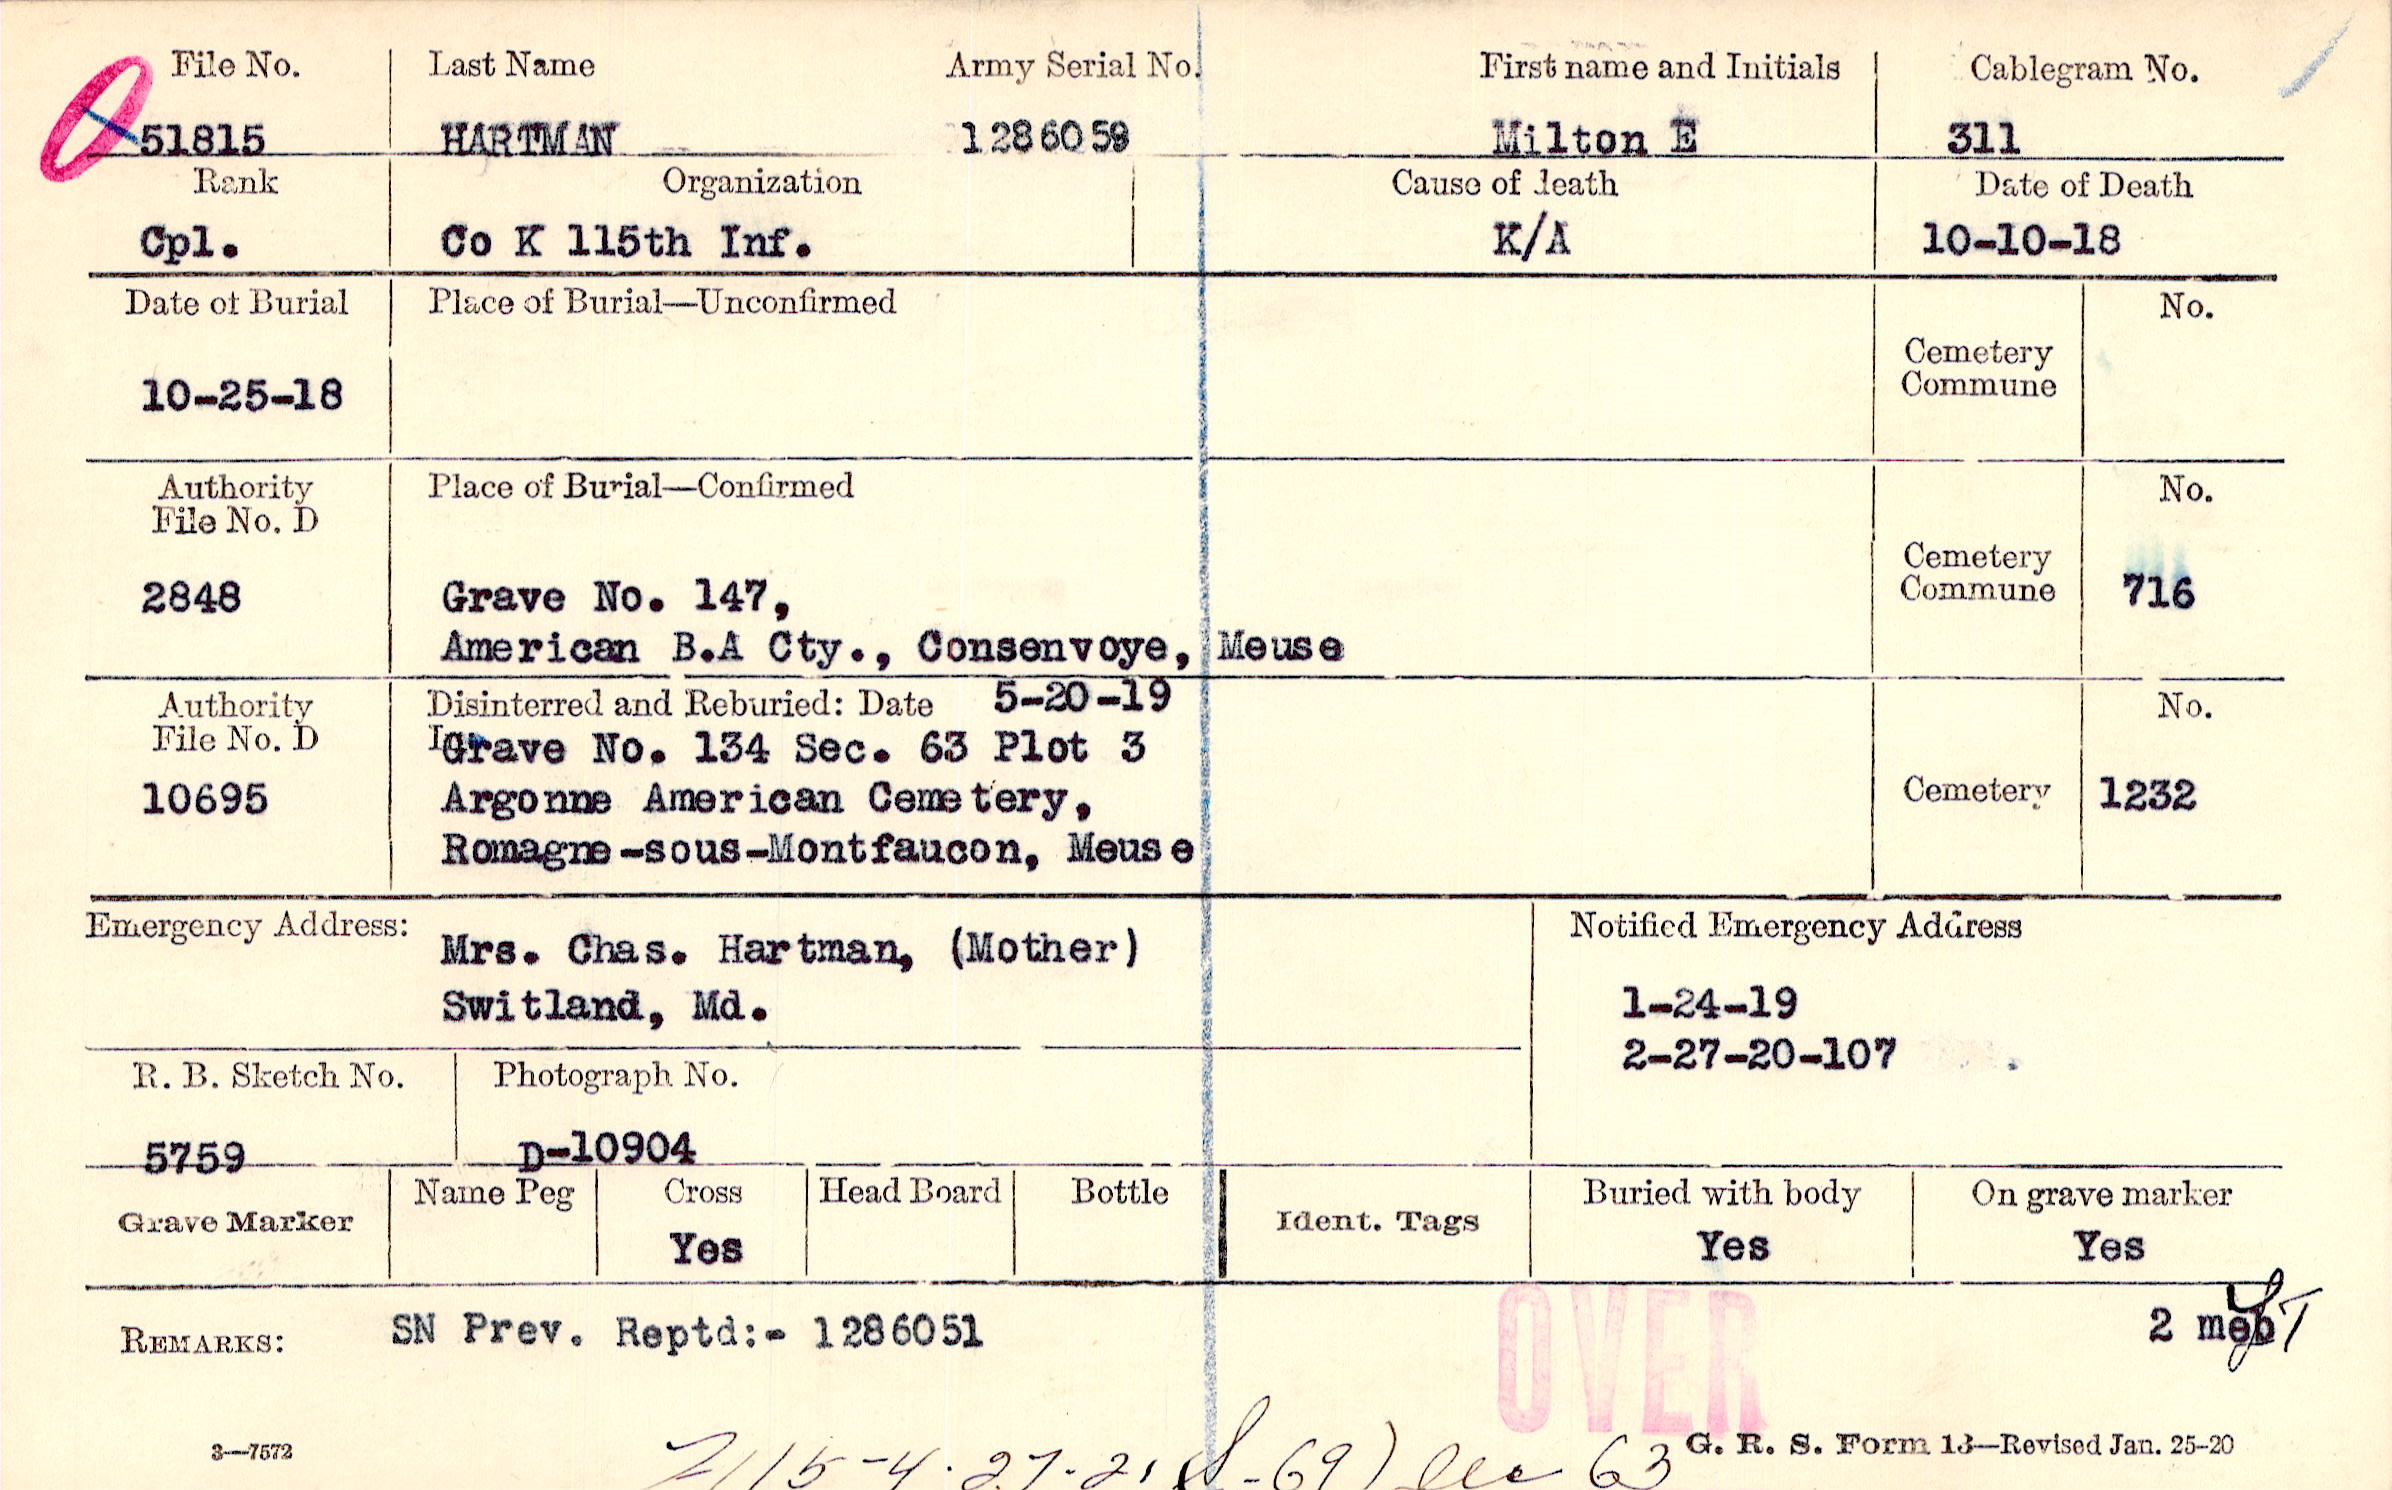 File No. Last Name Army Serial No. First name and Initials Cablegram No.
51815 HARTMAN 1286059 Milton E 311
Rank Organization Cause of death Date of Death
Cpl. Co K 115th Inf. K/A 10-10-18
Date of Burial Place of Burial—Unconfirmed No.
Cemetery
Commune
10-25-18
Authority Place of Burial—Confirmed No.
File No. D
Cemetery
Commune
2848 Grave No. 147, 716
American B.A Cty., Consenvoye, Meuse
Authority Disinterred and Reburied: Date 5-20-19 No.
File No. D Grave No. 134 Sec. 63 Plot 3
10695 Argonne American Cemetery, Cemetery 1232
Romagne-sous-Montfaucon, Meuse
Emergency Address: Notified Emergency Address
Mrs. Chas. Hartman, (Mother)
Switland, Md. 1-24-19
2-27-20-107
R. B. Sketch No. Photograph No.
5759 D-10904
Name Peg Cross Head Board Bottle Buried with body On grave marker
Grave Marker Ident. Tags
Yes Yes Yes
REMARKS: SN Prev. Reptd:- 1286051 2 meb
OVER
3—7572 G. R. S. Form 13—Revised Jan. 25-20
63